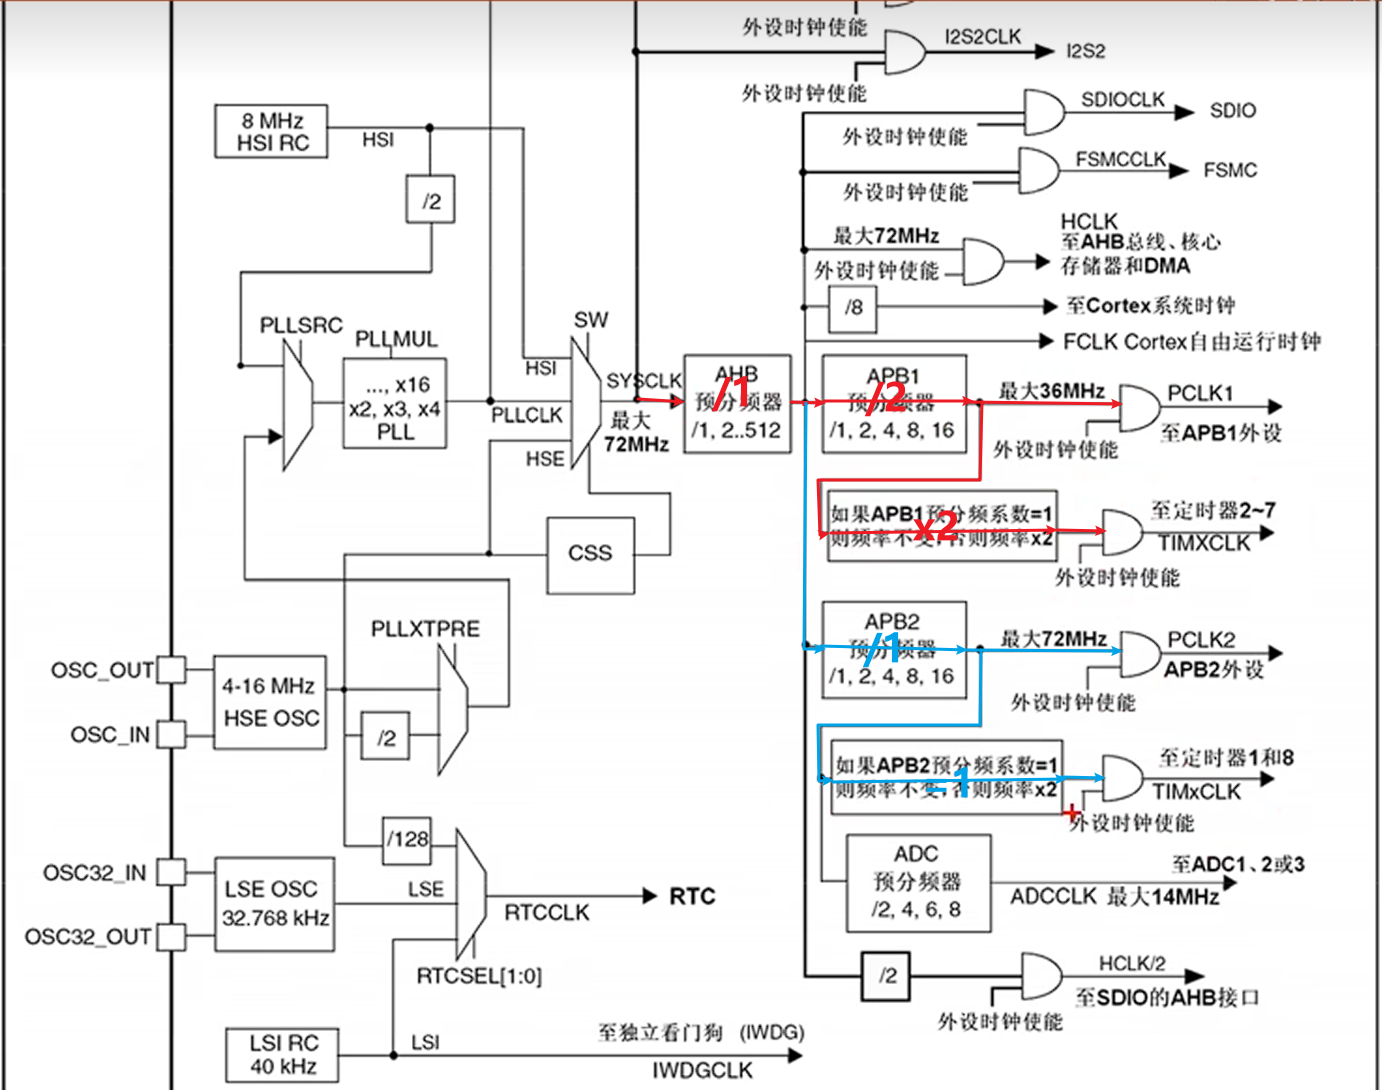 外设时钟使能
I2S2CLK
I2S2
外设时钟使能
8 MHz
HSI RC
HSI
SDIOCLK
SDIO
外设时钟使能
FSMCCLK
FSMC
外设时钟使能
/2
最大72MHz
HCLK
至AHB总线、核心
存储器和DMA
外设时钟使能
/8
至Cortex系统时钟
FCLK Cortex自由运行时钟
PLLSRC
PLLMUL
..., x16
x2, x3, x4
PLL
SW
HSI
PLLCLK
HSE
SYSCLK
最大
72MHz
AHB
预分频器
/1, 2..512
/1
APB1
预分频器
/1, 2, 4, 8, 16
/2
最大36MHz
PCLK1
至APB1外设
外设时钟使能
如果APB1预分频系数=1
则频率不变,否则频率x2
x2
至定时器2~7
TIMXCLK
外设时钟使能
CSS
PLLXTPRE
OSC_OUT
OSC_IN
4-16 MHz
HSE OSC
/2
APB2
预分频器
/1, 2, 4, 8, 16
/1
最大72MHz
PCLK2
APB2外设
外设时钟使能
如果APB2预分频系数=1
则频率不变,否则频率x2
=1
至定时器1和8
TIMxCLK
外设时钟使能
/128
OSC32_IN
OSC32_OUT
LSE OSC
32.768 kHz
LSE
RTCCLK
RTC
RTCSEL[1:0]
ADC
预分频器
/2, 4, 6, 8
至ADC1、2或3
ADCCLK 最大14MHz
/2
HCLK/2
至SDIO的AHB接口
外设时钟使能
LSI RC
40 kHz
LSI
至独立看门狗 (IWDG)
IWDGCLK